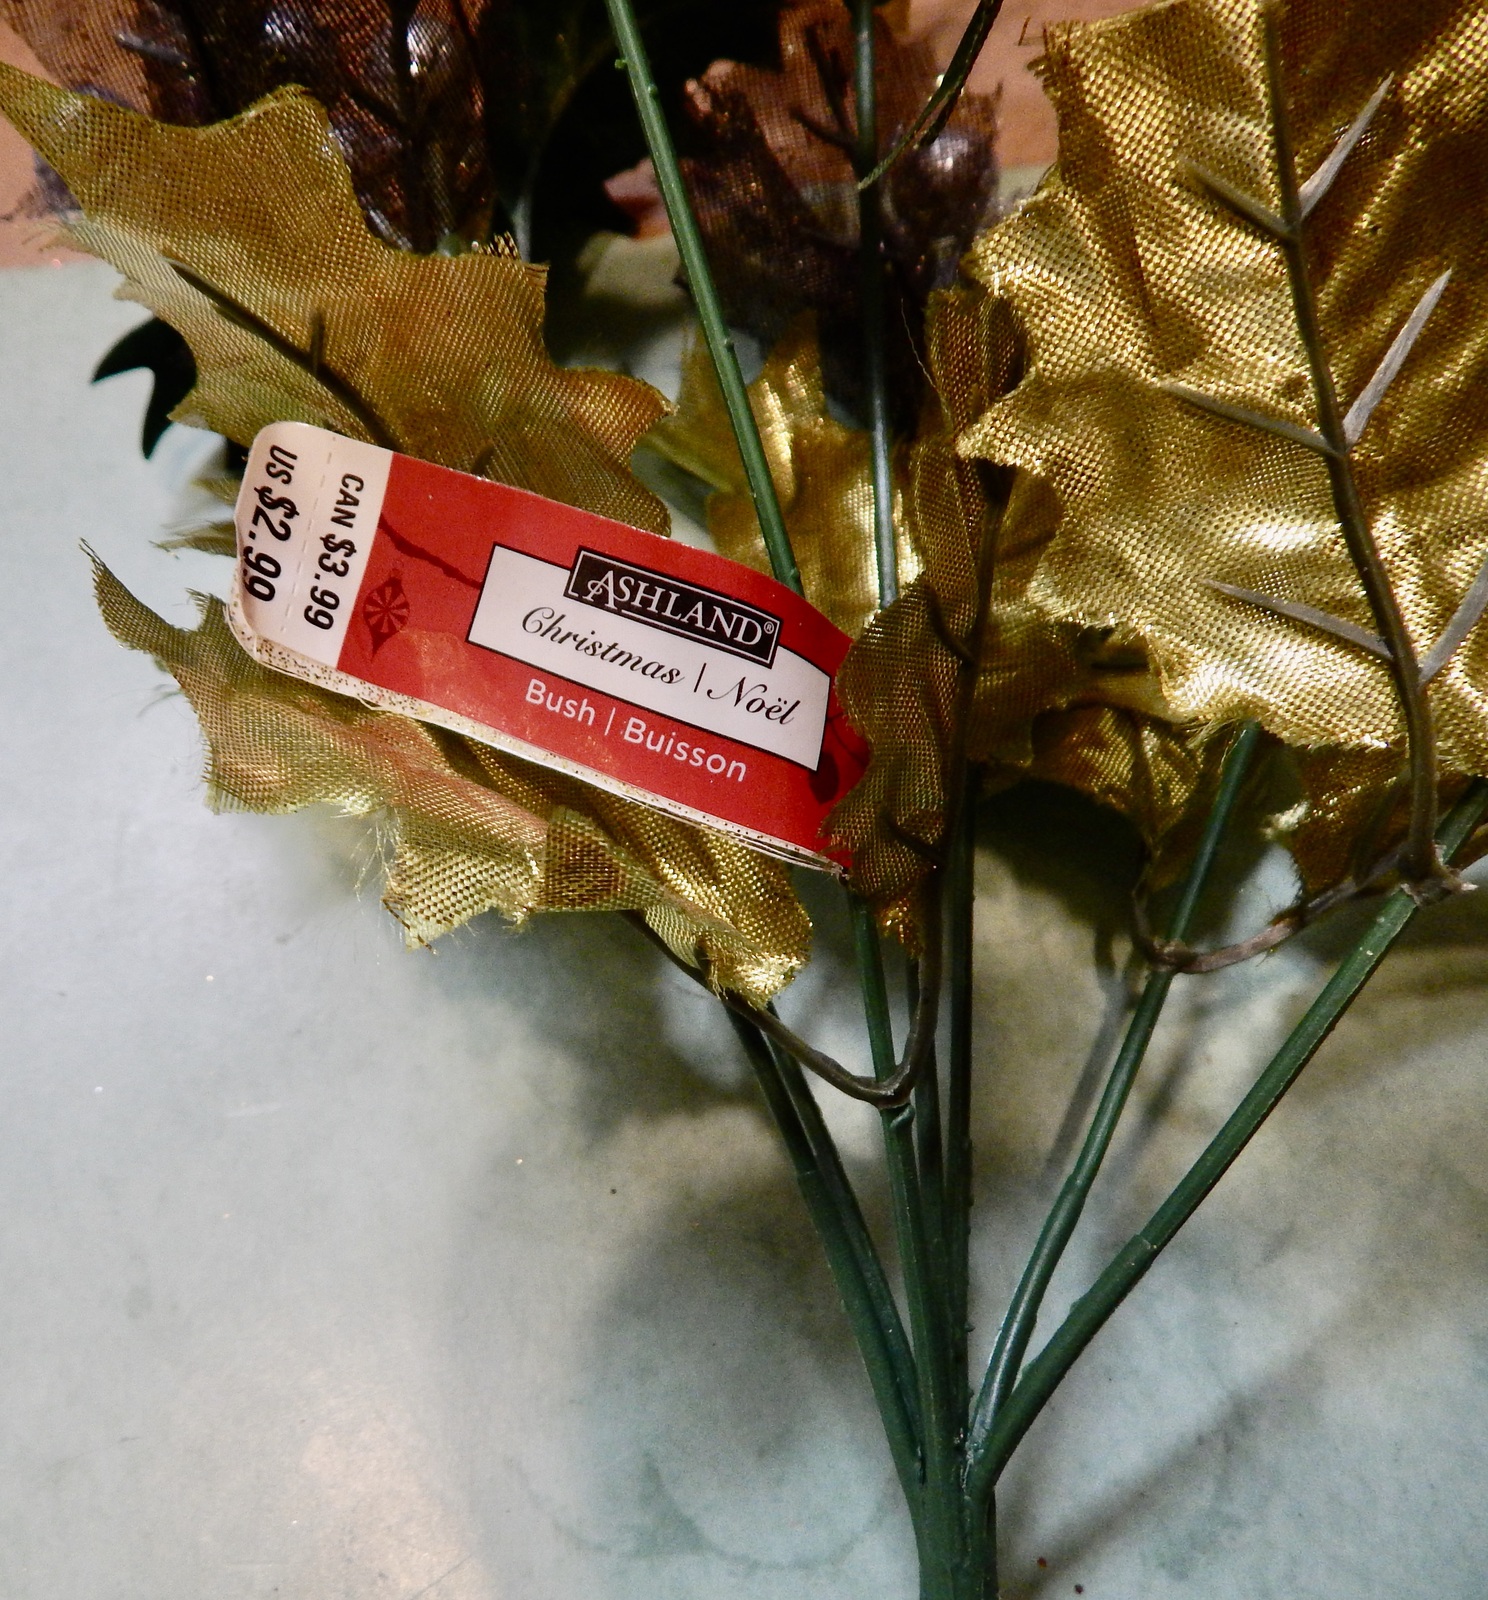 US $2.99
CAN $3.99
ASHLAND®
Christmas | Noël
Bush | Buisson